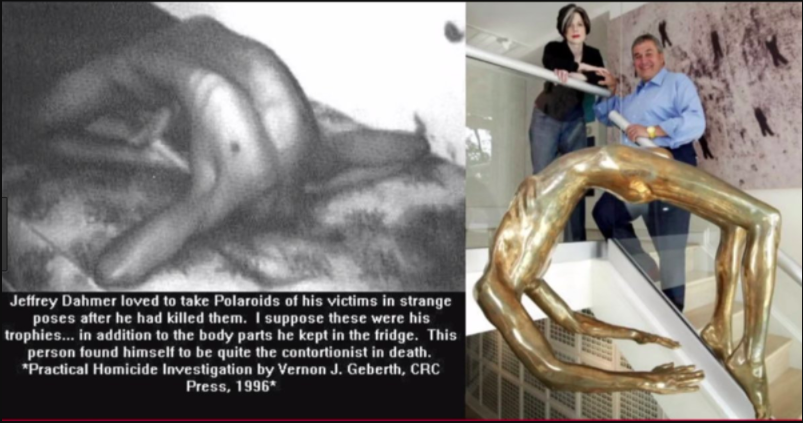 Jeffrey Dahmer loved to take Polaroids of his victims in strange
poses after he had killed them. I suppose these were his
trophies... in addition to the body parts he kept in the fridge. This
person found himself to be quite the contortionist in death.
*Practical Homicide Investigation by Vernon J. Geberth, CRC
Press, 1996*